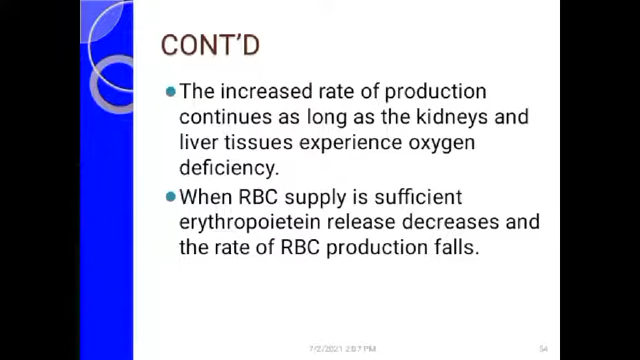 CONT'D
The increased rate of production
continues as long as the kidneys and
liver tissues experience oxygen
deficiency.
When RBC supply is sufficient
erythropoietein release decreases and
the rate of RBC production falls.
7/2/2021 2:07 PM
54